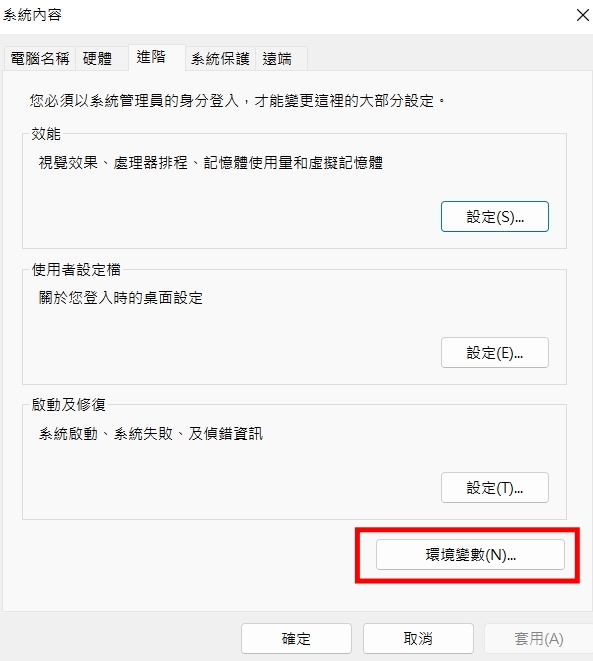 系統內容
電腦名稱 硬體 進階 系統保護 遠端
您必須以系統管理員的身分登入，才能變更這裡的大部分設定。
效能
視覺效果、處理器排程、記憶體使用量和虛擬記憶體
設定(S)...
使用者設定檔
關於您登入時的桌面設定
設定(E)...
啟動及修復
系統啟動、系統失敗、及偵錯資訊
設定(T)...
環境變數(N)...
確定 取消 套用(A)